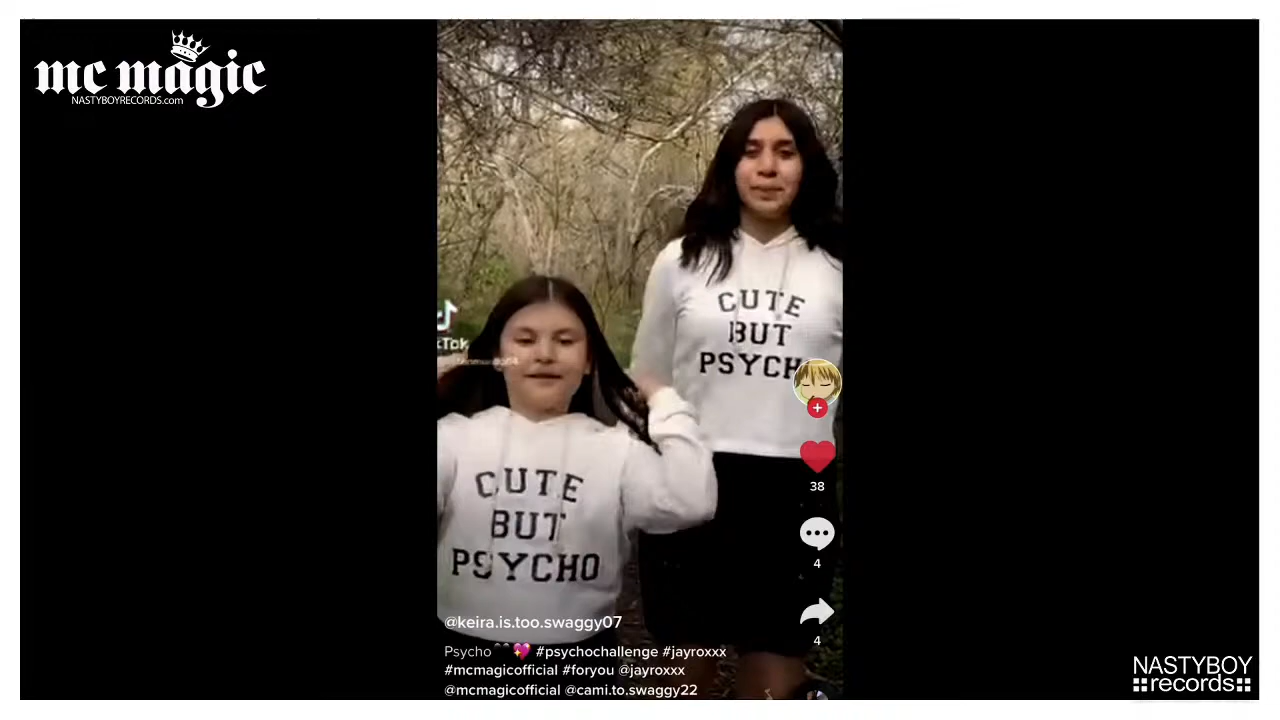 mc magic
NASTYBOYRECORDS.com
CUTE
BUT
PSYCH
kTok
CUTE
BUT
PSYCHO
38
4
4
@keira.is.too.swaggy07
Psycho🖤💖 #psychochallenge #jayroxxx
#mcmagicofficial #foryou @jayroxxx
@mcmagicofficial @cami.to.swaggy22
NASTYBOY
records